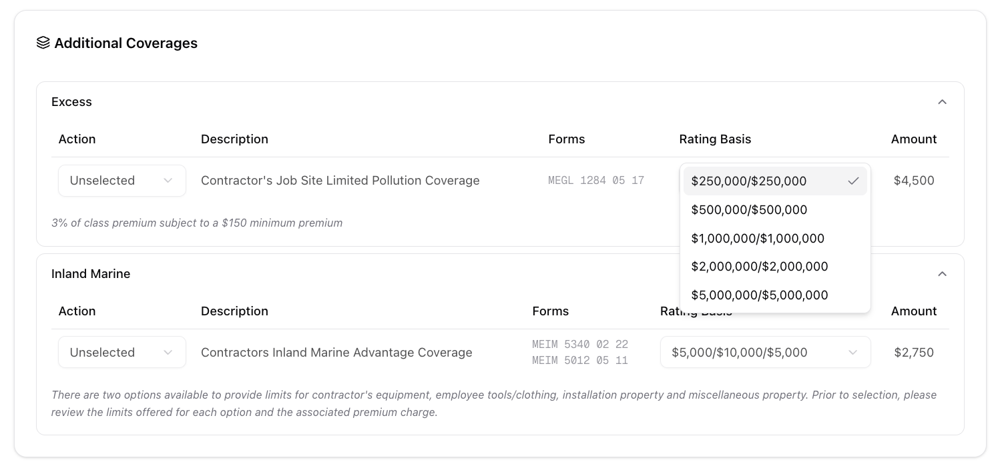 Additional Coverages
Excess
Action Description Forms Rating Basis Amount
Unselected Contractor's Job Site Limited Pollution Coverage MEGL 1284 05 17 $250,000/$250,000 $4,500
$500,000/$500,000
3% of class premium subject to a $150 minimum premium
$1,000,000/$1,000,000
$2,000,000/$2,000,000
Inland Marine
$5,000,000/$5,000,000
Action Description Forms Rating Basis Amount
Unselected Contractors Inland Marine Advantage Coverage MEIM 5340 02 22 $5,000/$10,000/$5,000 $2,750
MEIM 5012 05 11
There are two options available to provide limits for contractor's equipment, employee tools/clothing, installation property and miscellaneous property. Prior to selection, please
review the limits offered for each option and the associated premium charge.